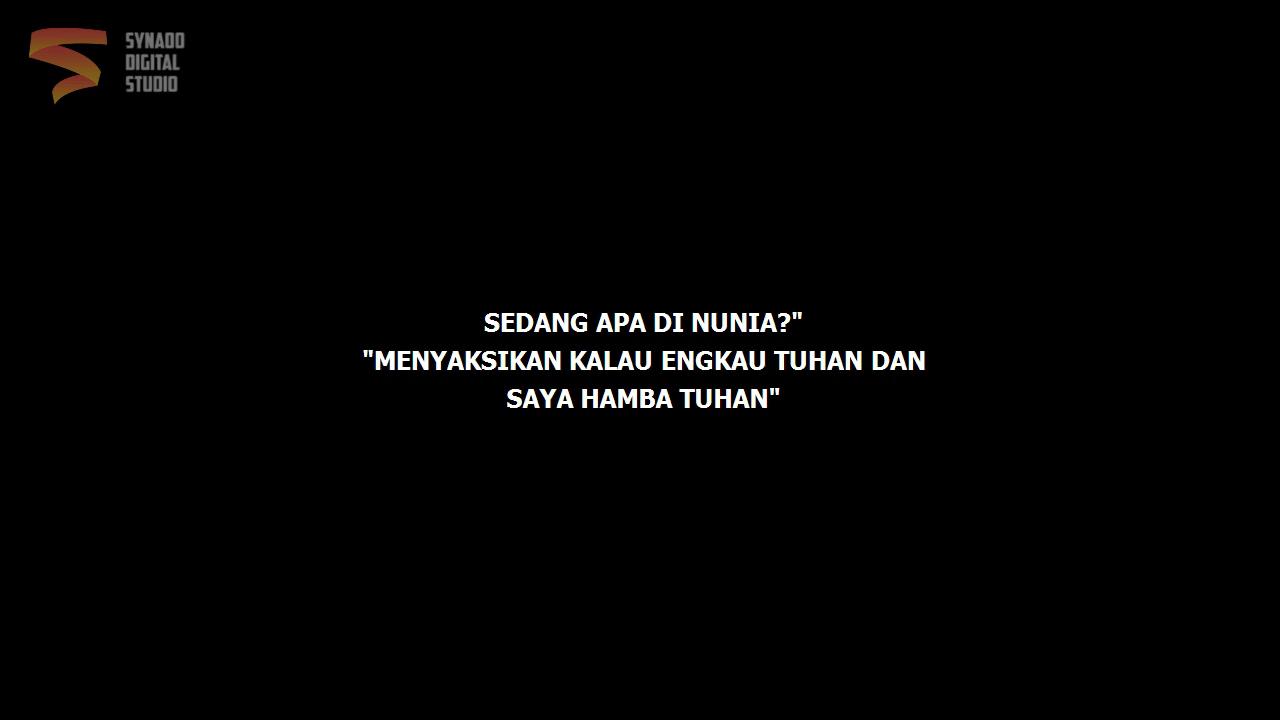 SYNADO
DIGITAL
STUDIO
SEDANG APA DI NUNIA?"
"MENYAKSIKAN KALAU ENGKAU TUHAN DAN
SAYA HAMBA TUHAN"